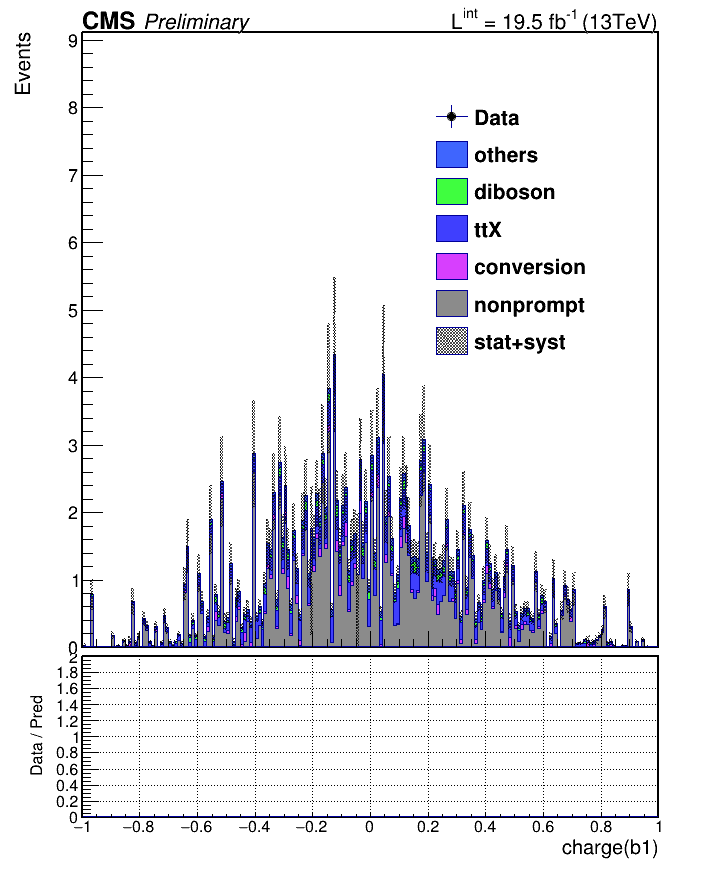 CMS Preliminary
L^int = 19.5 fb^-1 (13TeV)
Events
9
8
7
6
5
4
3
2
1
0
Data
others
diboson
ttX
conversion
nonprompt
stat+syst
Data / Pred
2
1.8
1.6
1.4
1.2
1
0.8
0.6
0.4
0.2
0
−1 −0.8 −0.6 −0.4 −0.2 0 0.2 0.4 0.6 0.8 1
charge(b1)